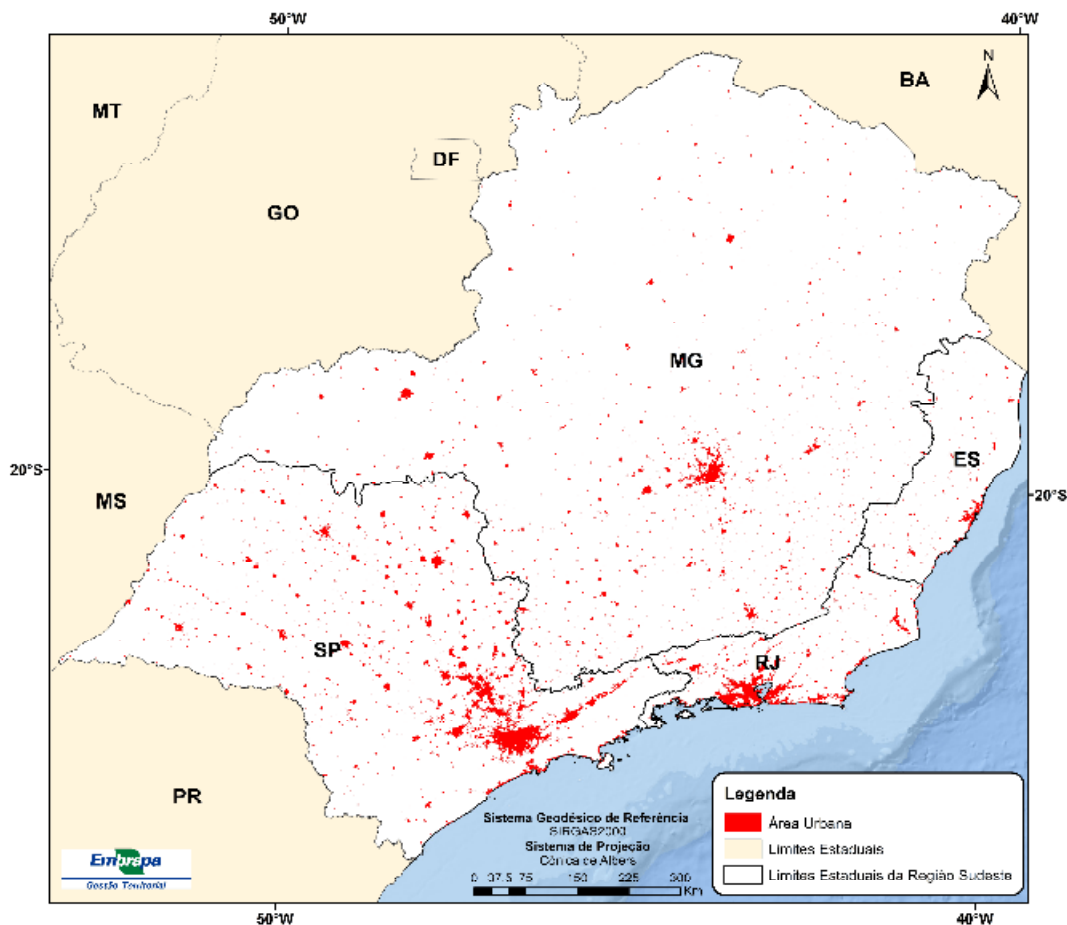 50°W
40°W
N
BA
MT
DF
GO
MG
20°S
ES
MS
20°S
SP
RJ
PR
Legenda
Área Urbana
Limites Estaduais
Limites Estaduais da Região Sudeste
Sistema Geodésico de Referência
SIRGAS2000
Sistema de Projeção
Cônica de Albers
0 37,5 75 150 225 300
Km
Embrapa
Gestão Territorial
50°W
40°W